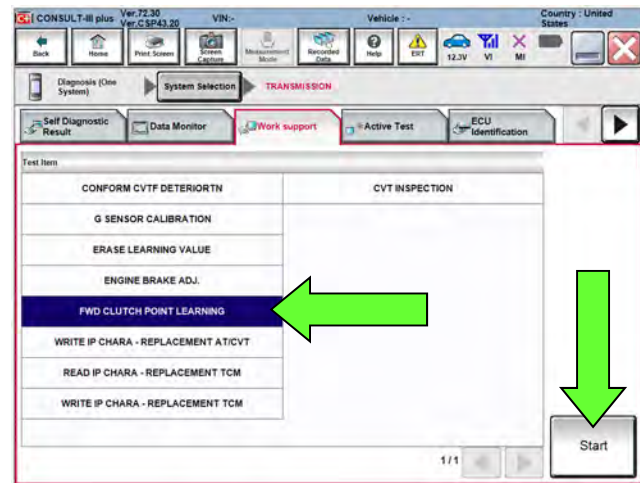 CONSULT-III plus Ver.72.30 VIN:- Vehicle : - Country : United
Ver.CSP43.20 States
Back Home Print Screen Screen Capture Measurement Mode Recorded Data Help ERT 12.3V VI MI
Diagnosis (One System) System Selection TRANSMISSION
Self Diagnostic Result Data Monitor Work support Active Test ECU Identification
Test Item
CONFORM CVTF DETERIORTN CVT INSPECTION
G SENSOR CALIBRATION
ERASE LEARNING VALUE
ENGINE BRAKE ADJ.
FWD CLUTCH POINT LEARNING
WRITE IP CHARA - REPLACEMENT AT/CVT
READ IP CHARA - REPLACEMENT TCM
WRITE IP CHARA - REPLACEMENT TCM
Start
1/1